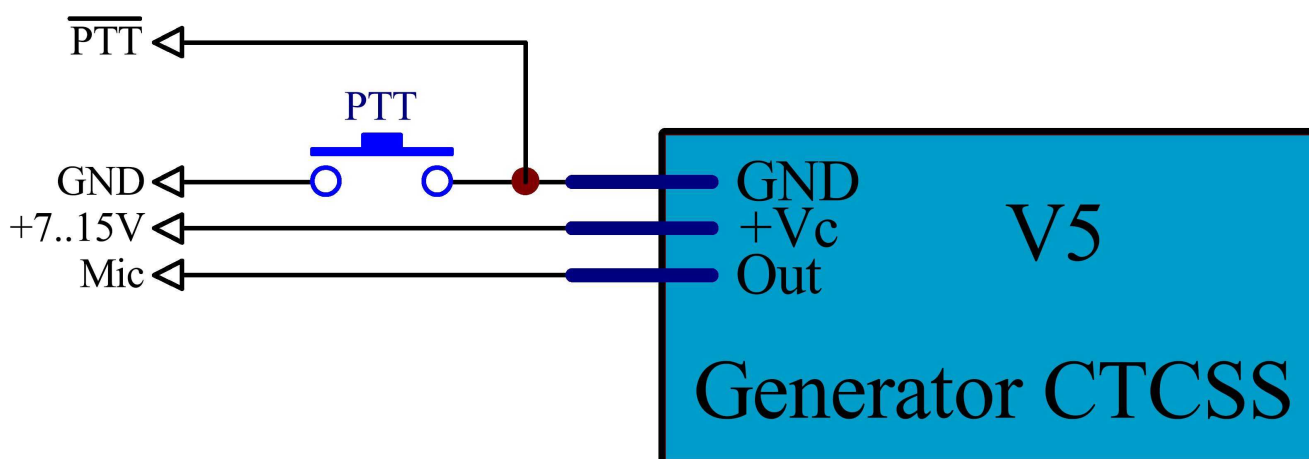 PTT
PTT
GND
+7..15V
Mic
GND
+Vc
Out
V5
Generator CTCSS